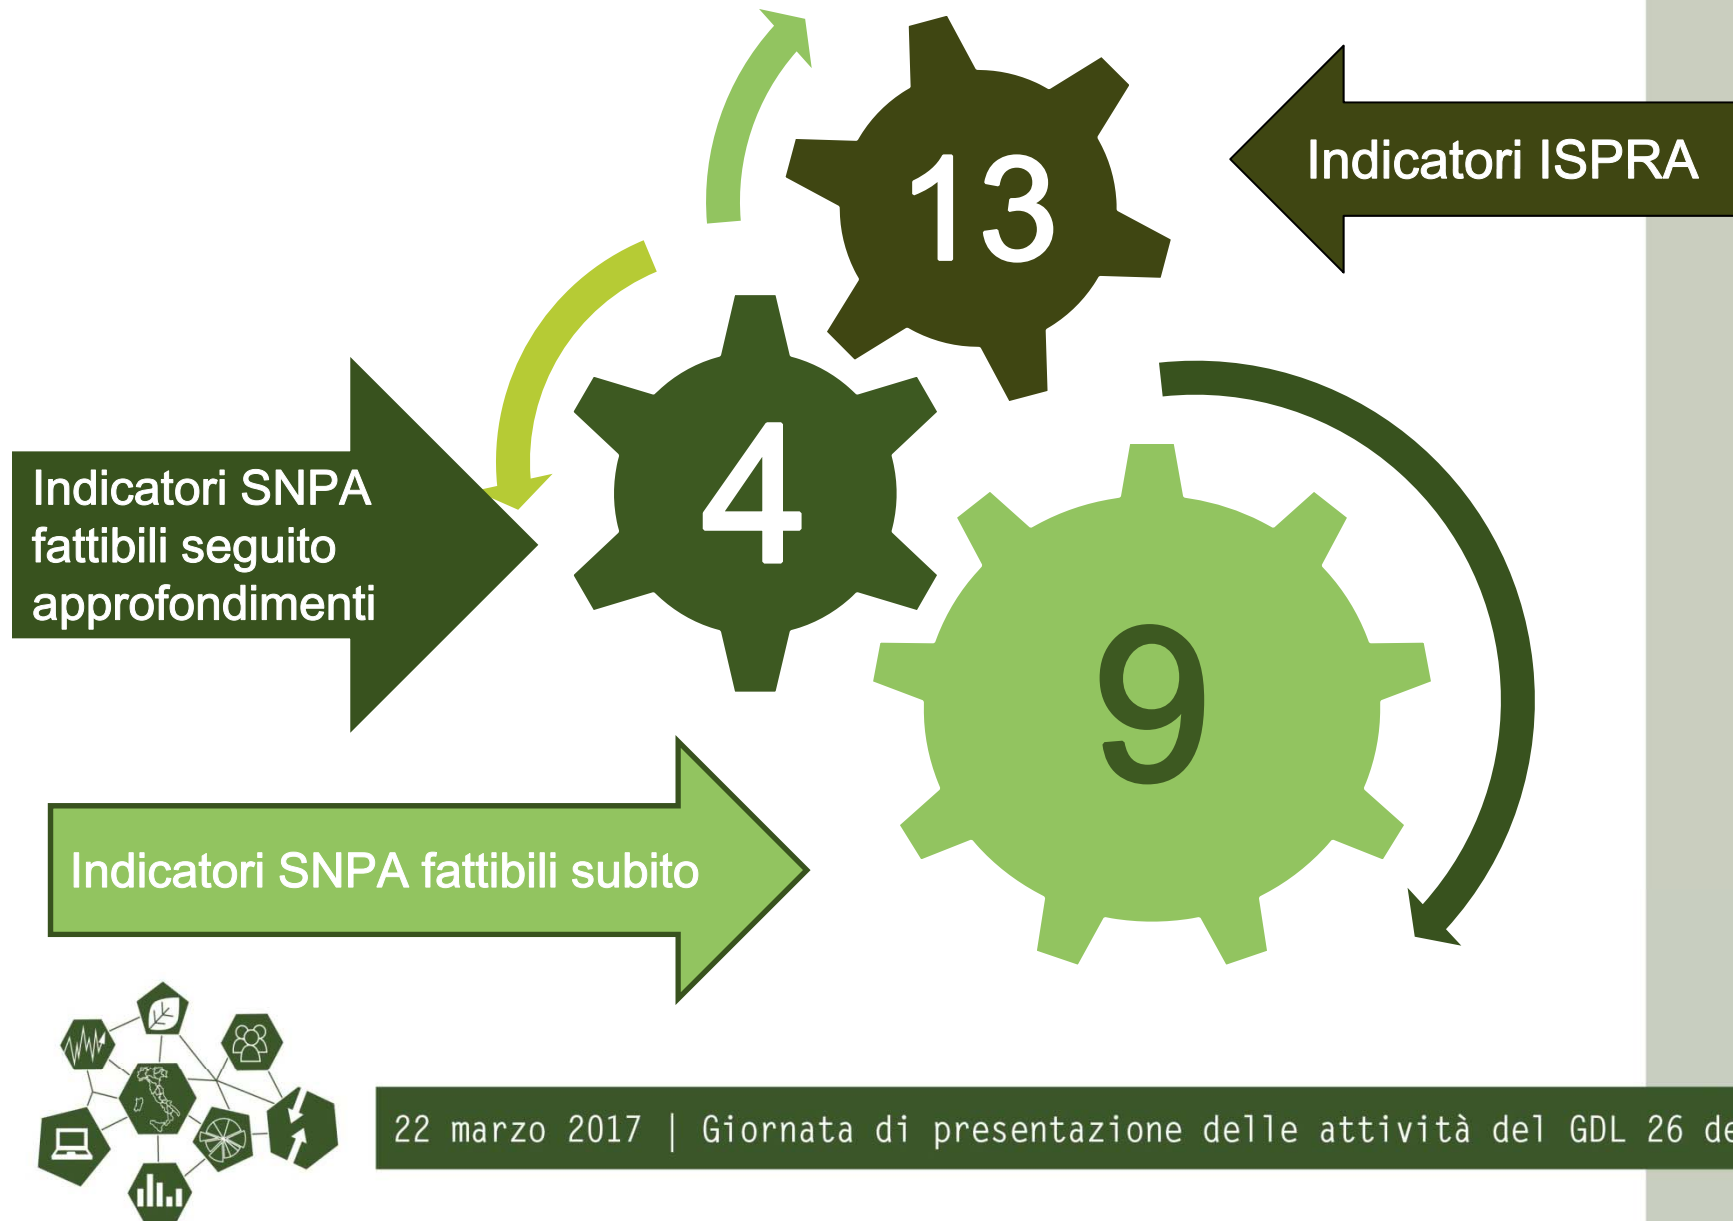 13
Indicatori ISPRA
4
Indicatori SNPA
fattibili seguito
approfondimenti
9
Indicatori SNPA fattibili subito
22 marzo 2017 | Giornata di presentazione delle attività del GDL 26 de